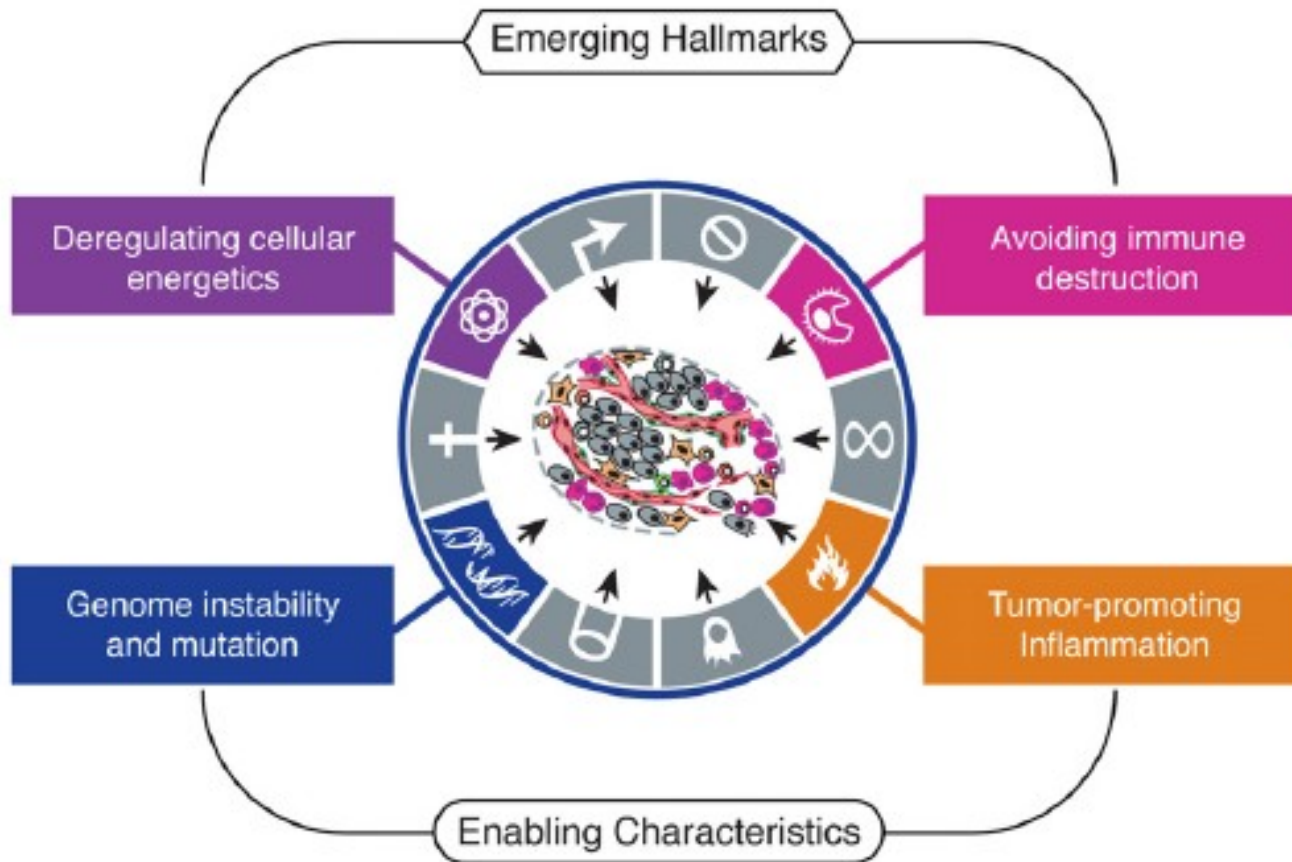 Emerging Hallmarks
Deregulating cellular
energetics
Avoiding immune
destruction
Genome instability
and mutation
Tumor-promoting
Inflammation
Enabling Characteristics